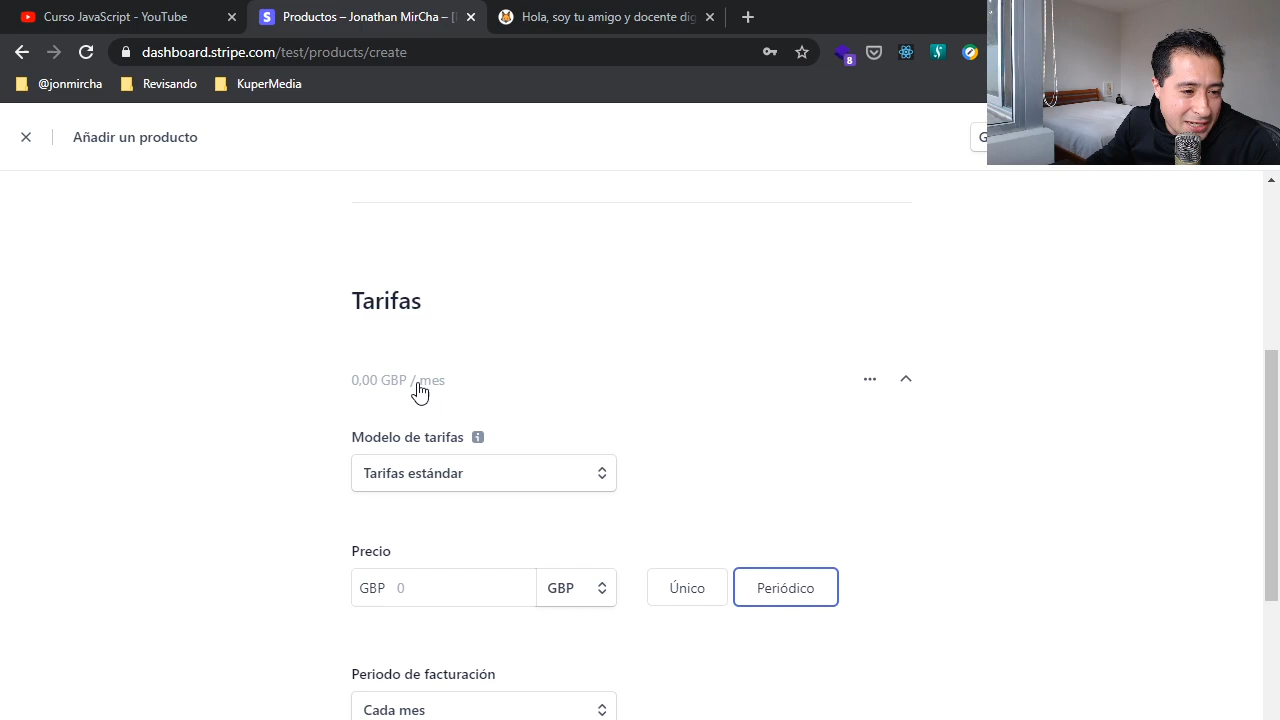 Curso JavaScript - YouTube
Productos – Jonathan MirCha – [
Hola, soy tu amigo y docente dig
dashboard.stripe.com/test/products/create
8
@jonmircha
Revisando
KuperMedia
Añadir un producto
G
Tarifas
0,00 GBP / mes
Modelo de tarifas
Tarifas estándar
Precio
GBP 0 GBP
Único
Periódico
Periodo de facturación
Cada mes